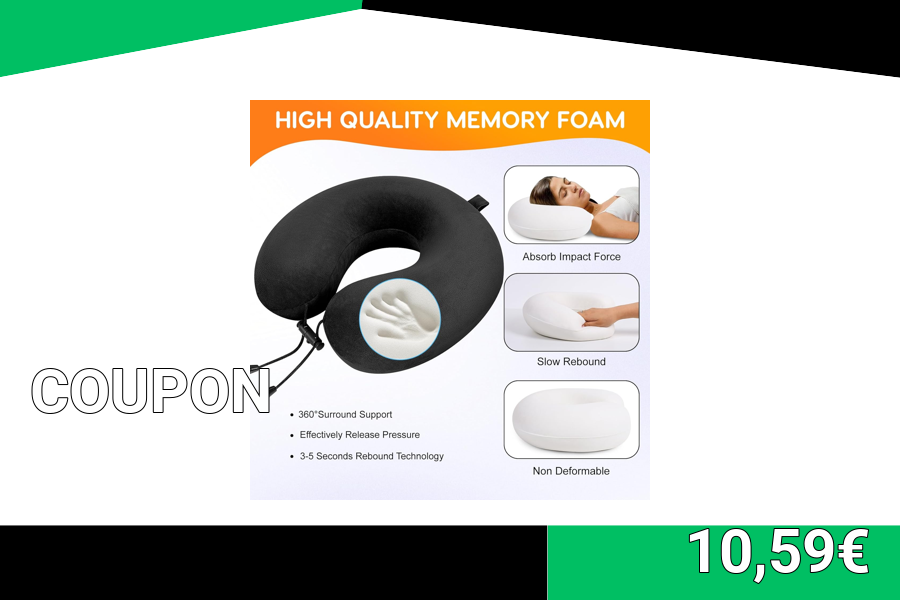 HIGH QUALITY MEMORY FOAM
Absorb Impact Force
Slow Rebound
COUPON
360°Surround Support
Effectively Release Pressure
3-5 Seconds Rebound Technology
Non Deformable
10,59€